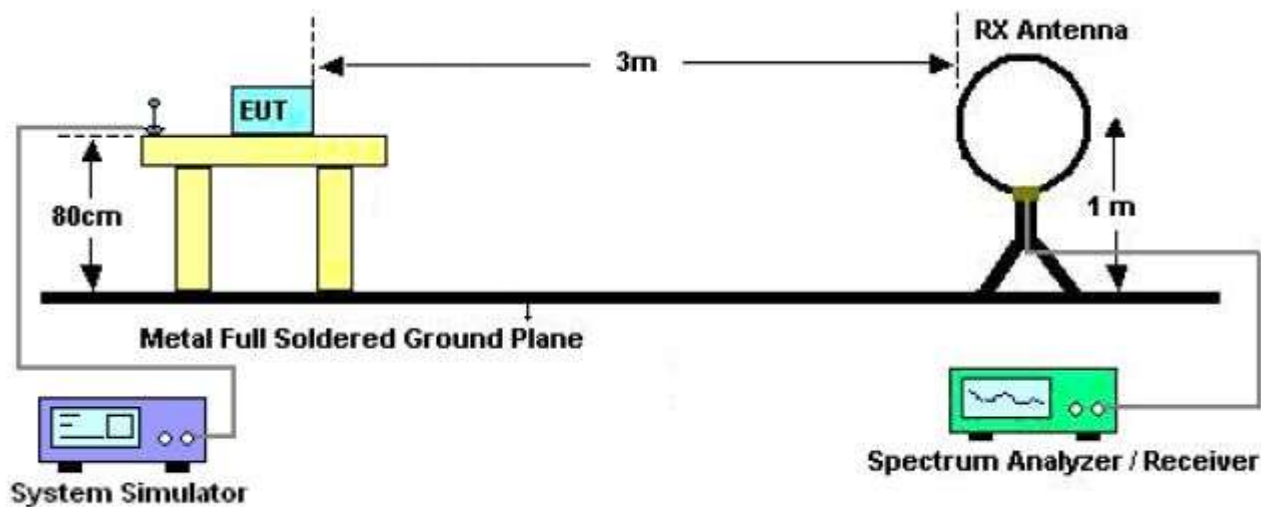 RX Antenna
3m
EUT
80cm
1 m
Metal Full Soldered Ground Plane
Spectrum Analyzer / Receiver
System Simulator